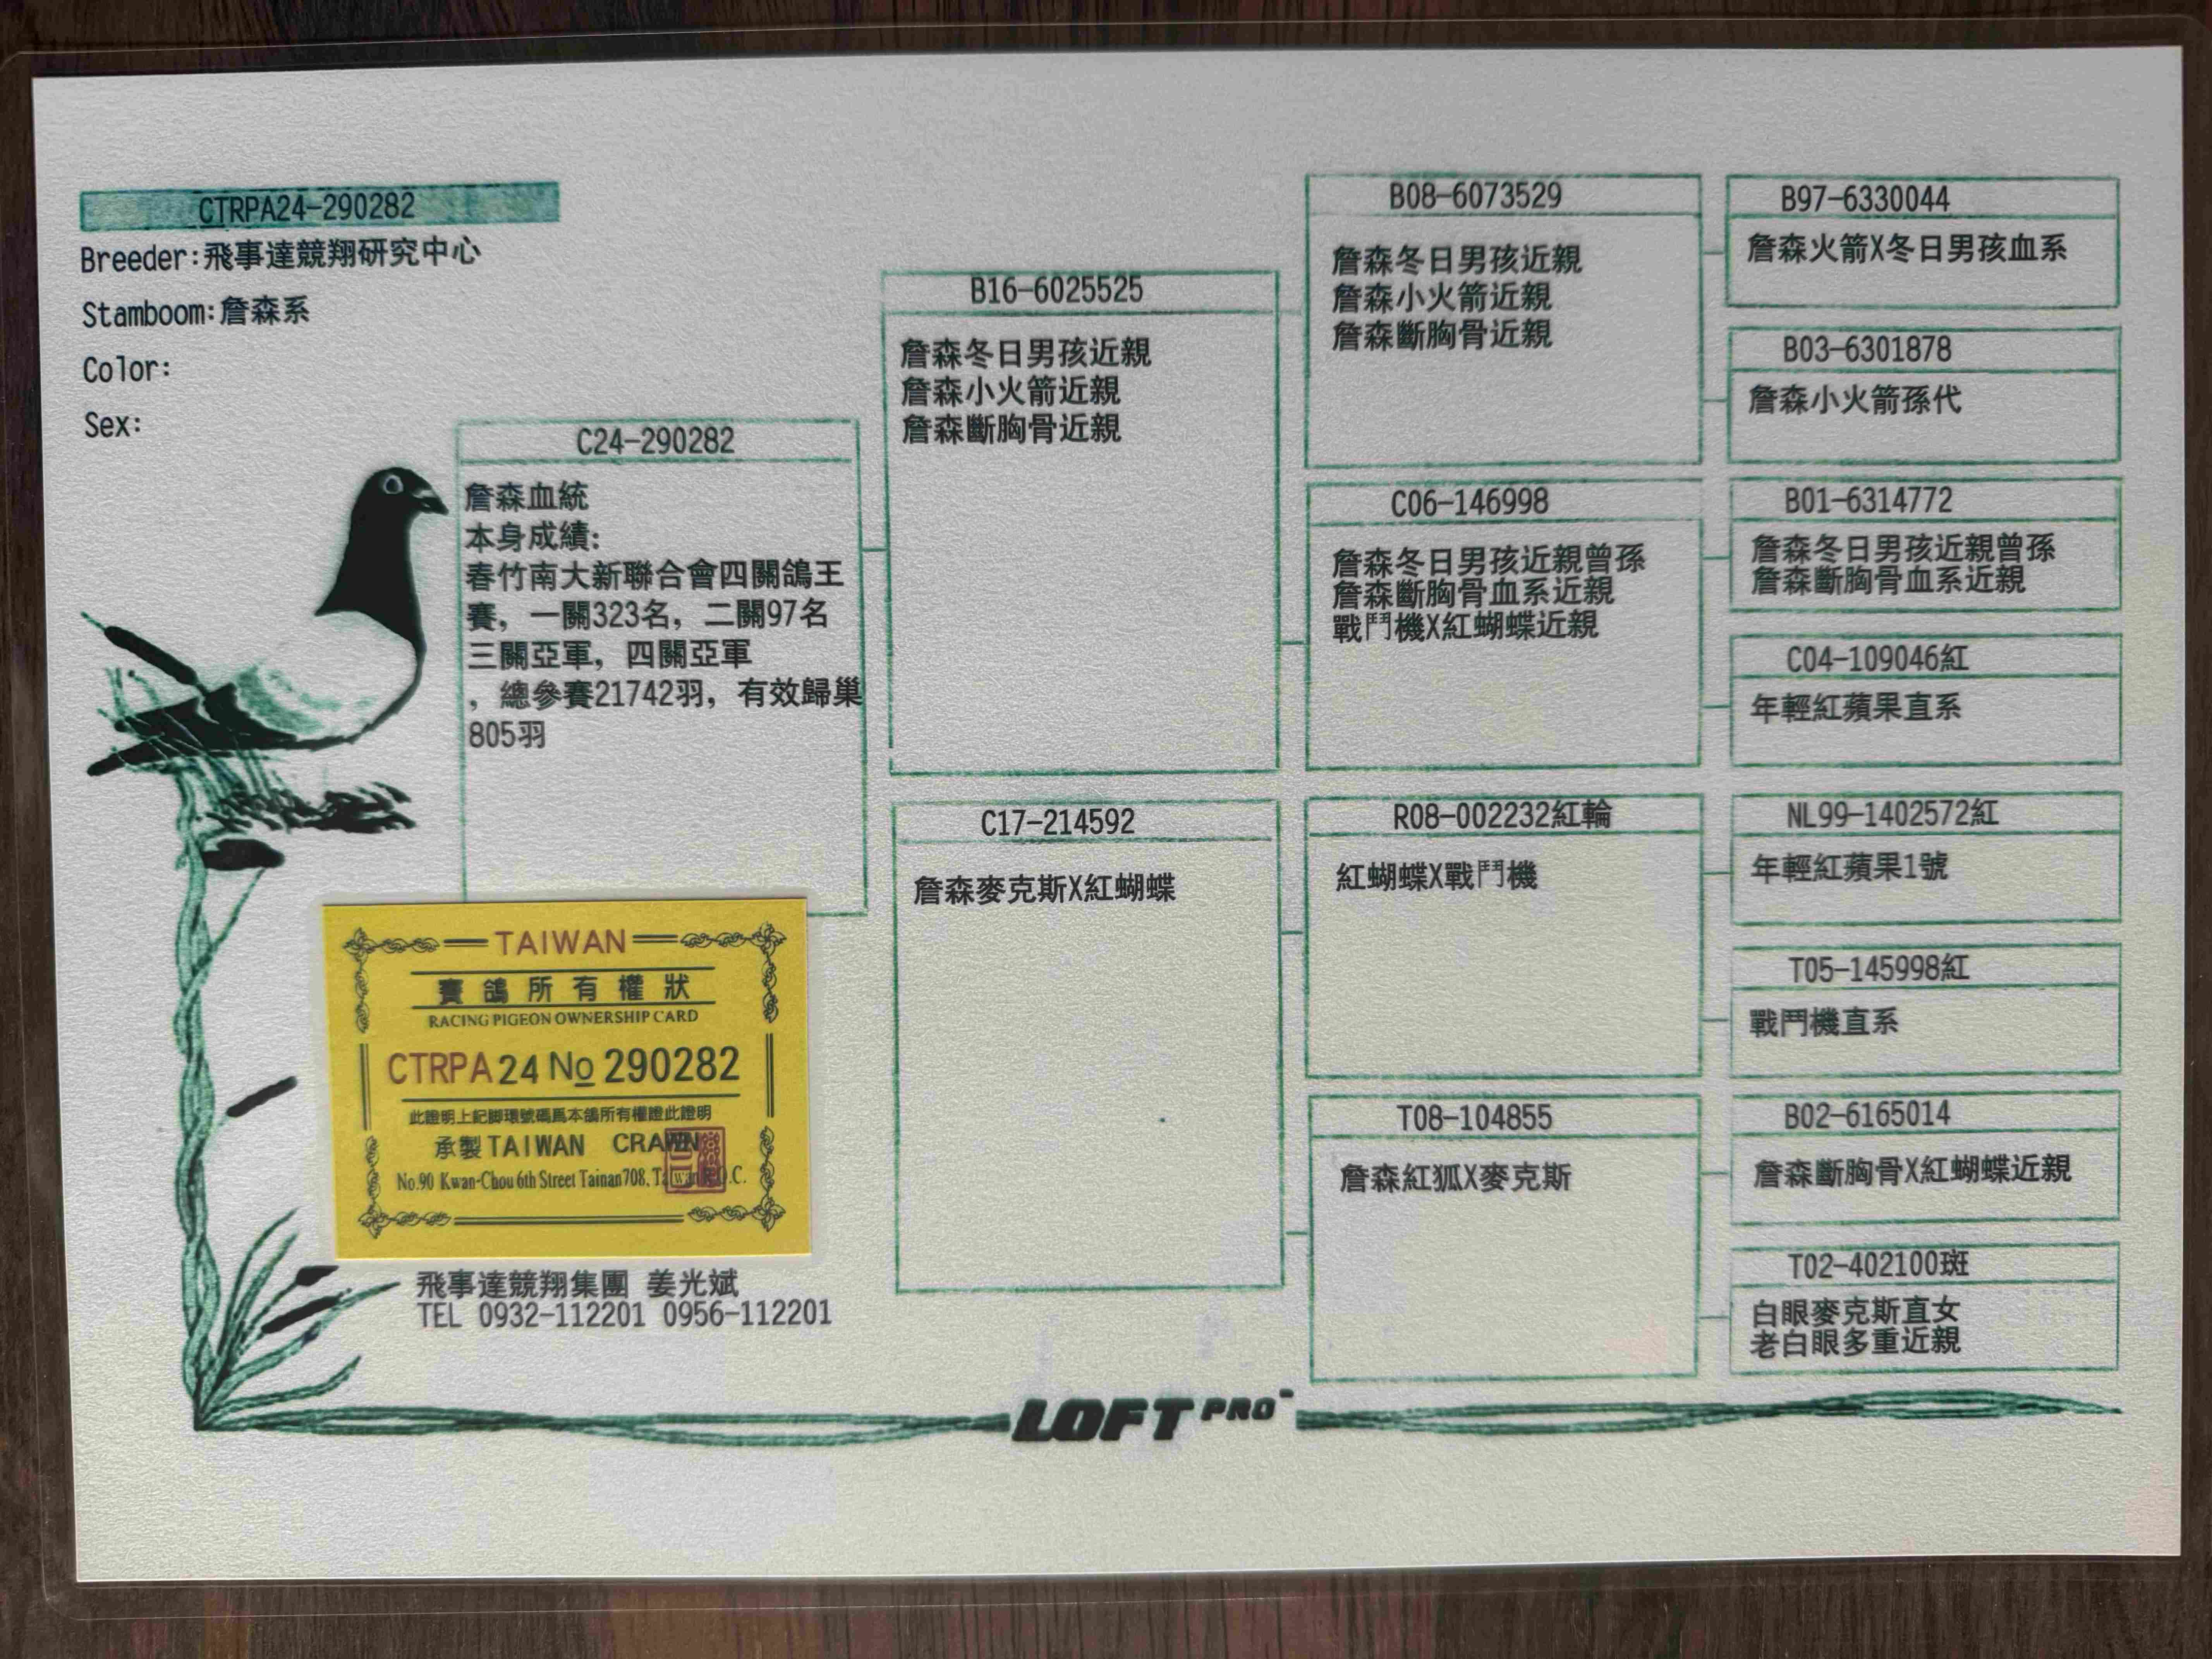 CTRPA24-290282
Breeder:飛事達競翔研究中心
Stamboom:詹森系
Color:
Sex:
C24-290282
詹森血統
本身成績:
春竹南大新聯合會四關鴿王
賽，一關323名，二關97名
三關亞軍，四關亞軍
，總參賽21742羽，有效歸巢
805羽
B16-6025525
詹森冬日男孩近親
詹森小火箭近親
詹森斷胸骨近親
C17-214592
詹森麥克斯X紅蝴蝶
B08-6073529
詹森冬日男孩近親
詹森小火箭近親
詹森斷胸骨近親
C06-146998
詹森冬日男孩近親曾孫
詹森斷胸骨血系近親
戰鬥機X紅蝴蝶近親
R08-002232紅輪
紅蝴蝶X戰鬥機
T08-104855
詹森紅狐X麥克斯
B97-6330044
詹森火箭X冬日男孩血系
B03-6301878
詹森小火箭孫代
B01-6314772
詹森冬日男孩近親曾孫
詹森斷胸骨血系近親
C04-109046紅
年輕紅蘋果直系
NL99-1402572紅
年輕紅蘋果1號
T05-145998紅
戰鬥機直系
B02-6165014
詹森斷胸骨X紅蝴蝶近親
T02-402100斑
白眼麥克斯直女
老白眼多重近親
TAIWAN
賽鴿所有權狀
RACING PIGEON OWNERSHIP CARD
CTRPA 24 No 290282
此證明上紀脚環號碼爲本鴿所有權證此證明
承製TAIWAN CRAWN
No.90 Kwan-Chou 6th Street Tainan 708, Taiwan R.O.C.
飛事達競翔集團 姜光斌
TEL 0932-112201 0956-112201
LOFT PRO